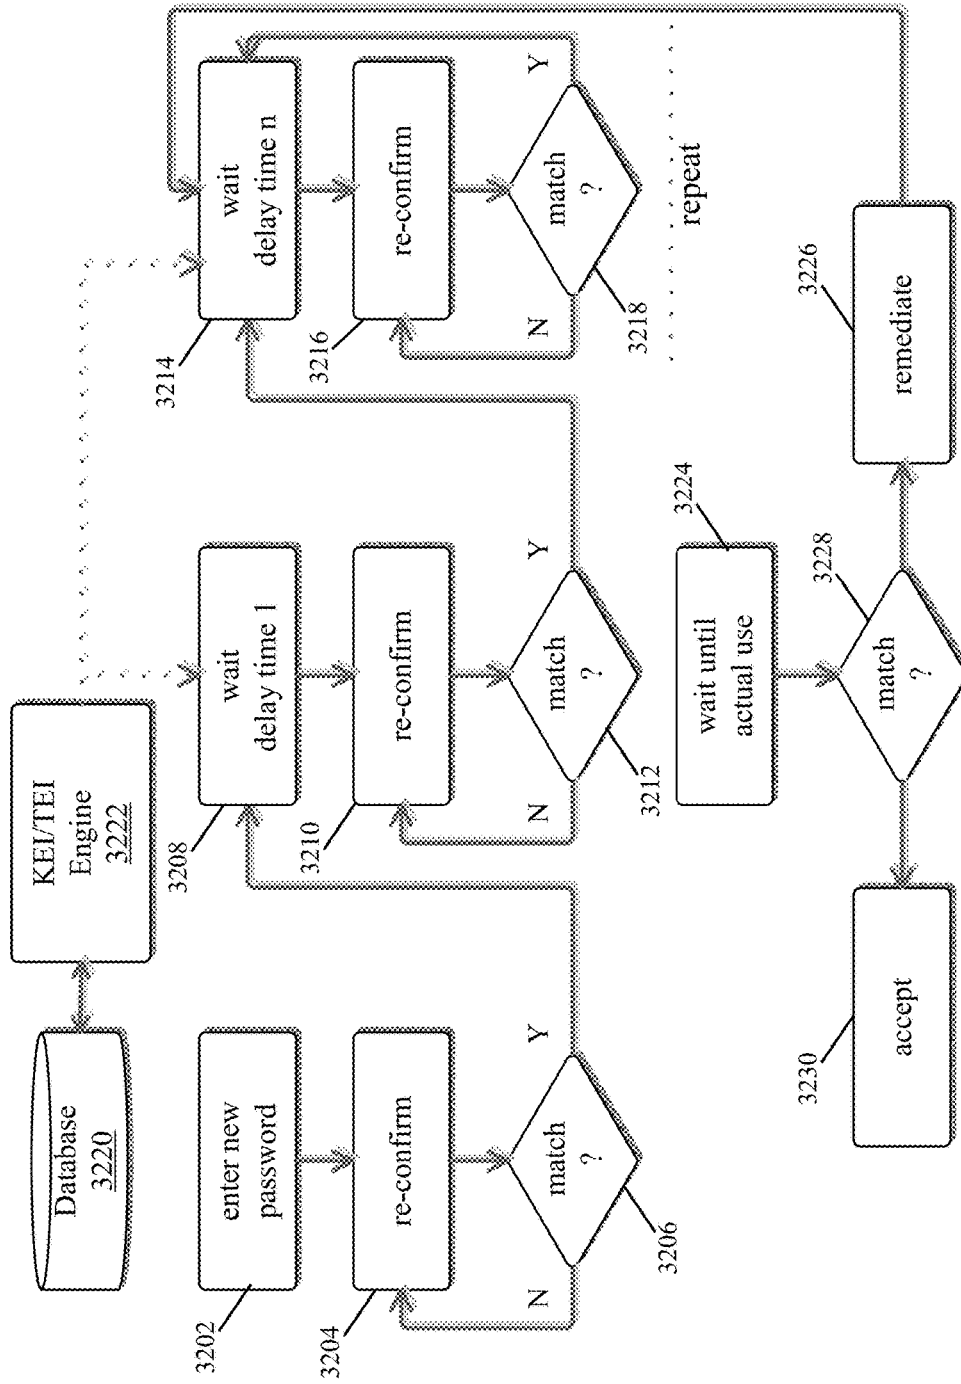 Database
3220
KEI/TEI
Engine
3222
3202
enter new
password
3204
re-confirm
match
?
N
Y
3206
3208
wait
delay time 1
3210
re-confirm
match
?
N
Y
3212
3214
wait
delay time n
3216
re-confirm
match
?
N
Y
3218
repeat
wait until
actual use
3224
match
?
3228
3230
accept
3226
remediate